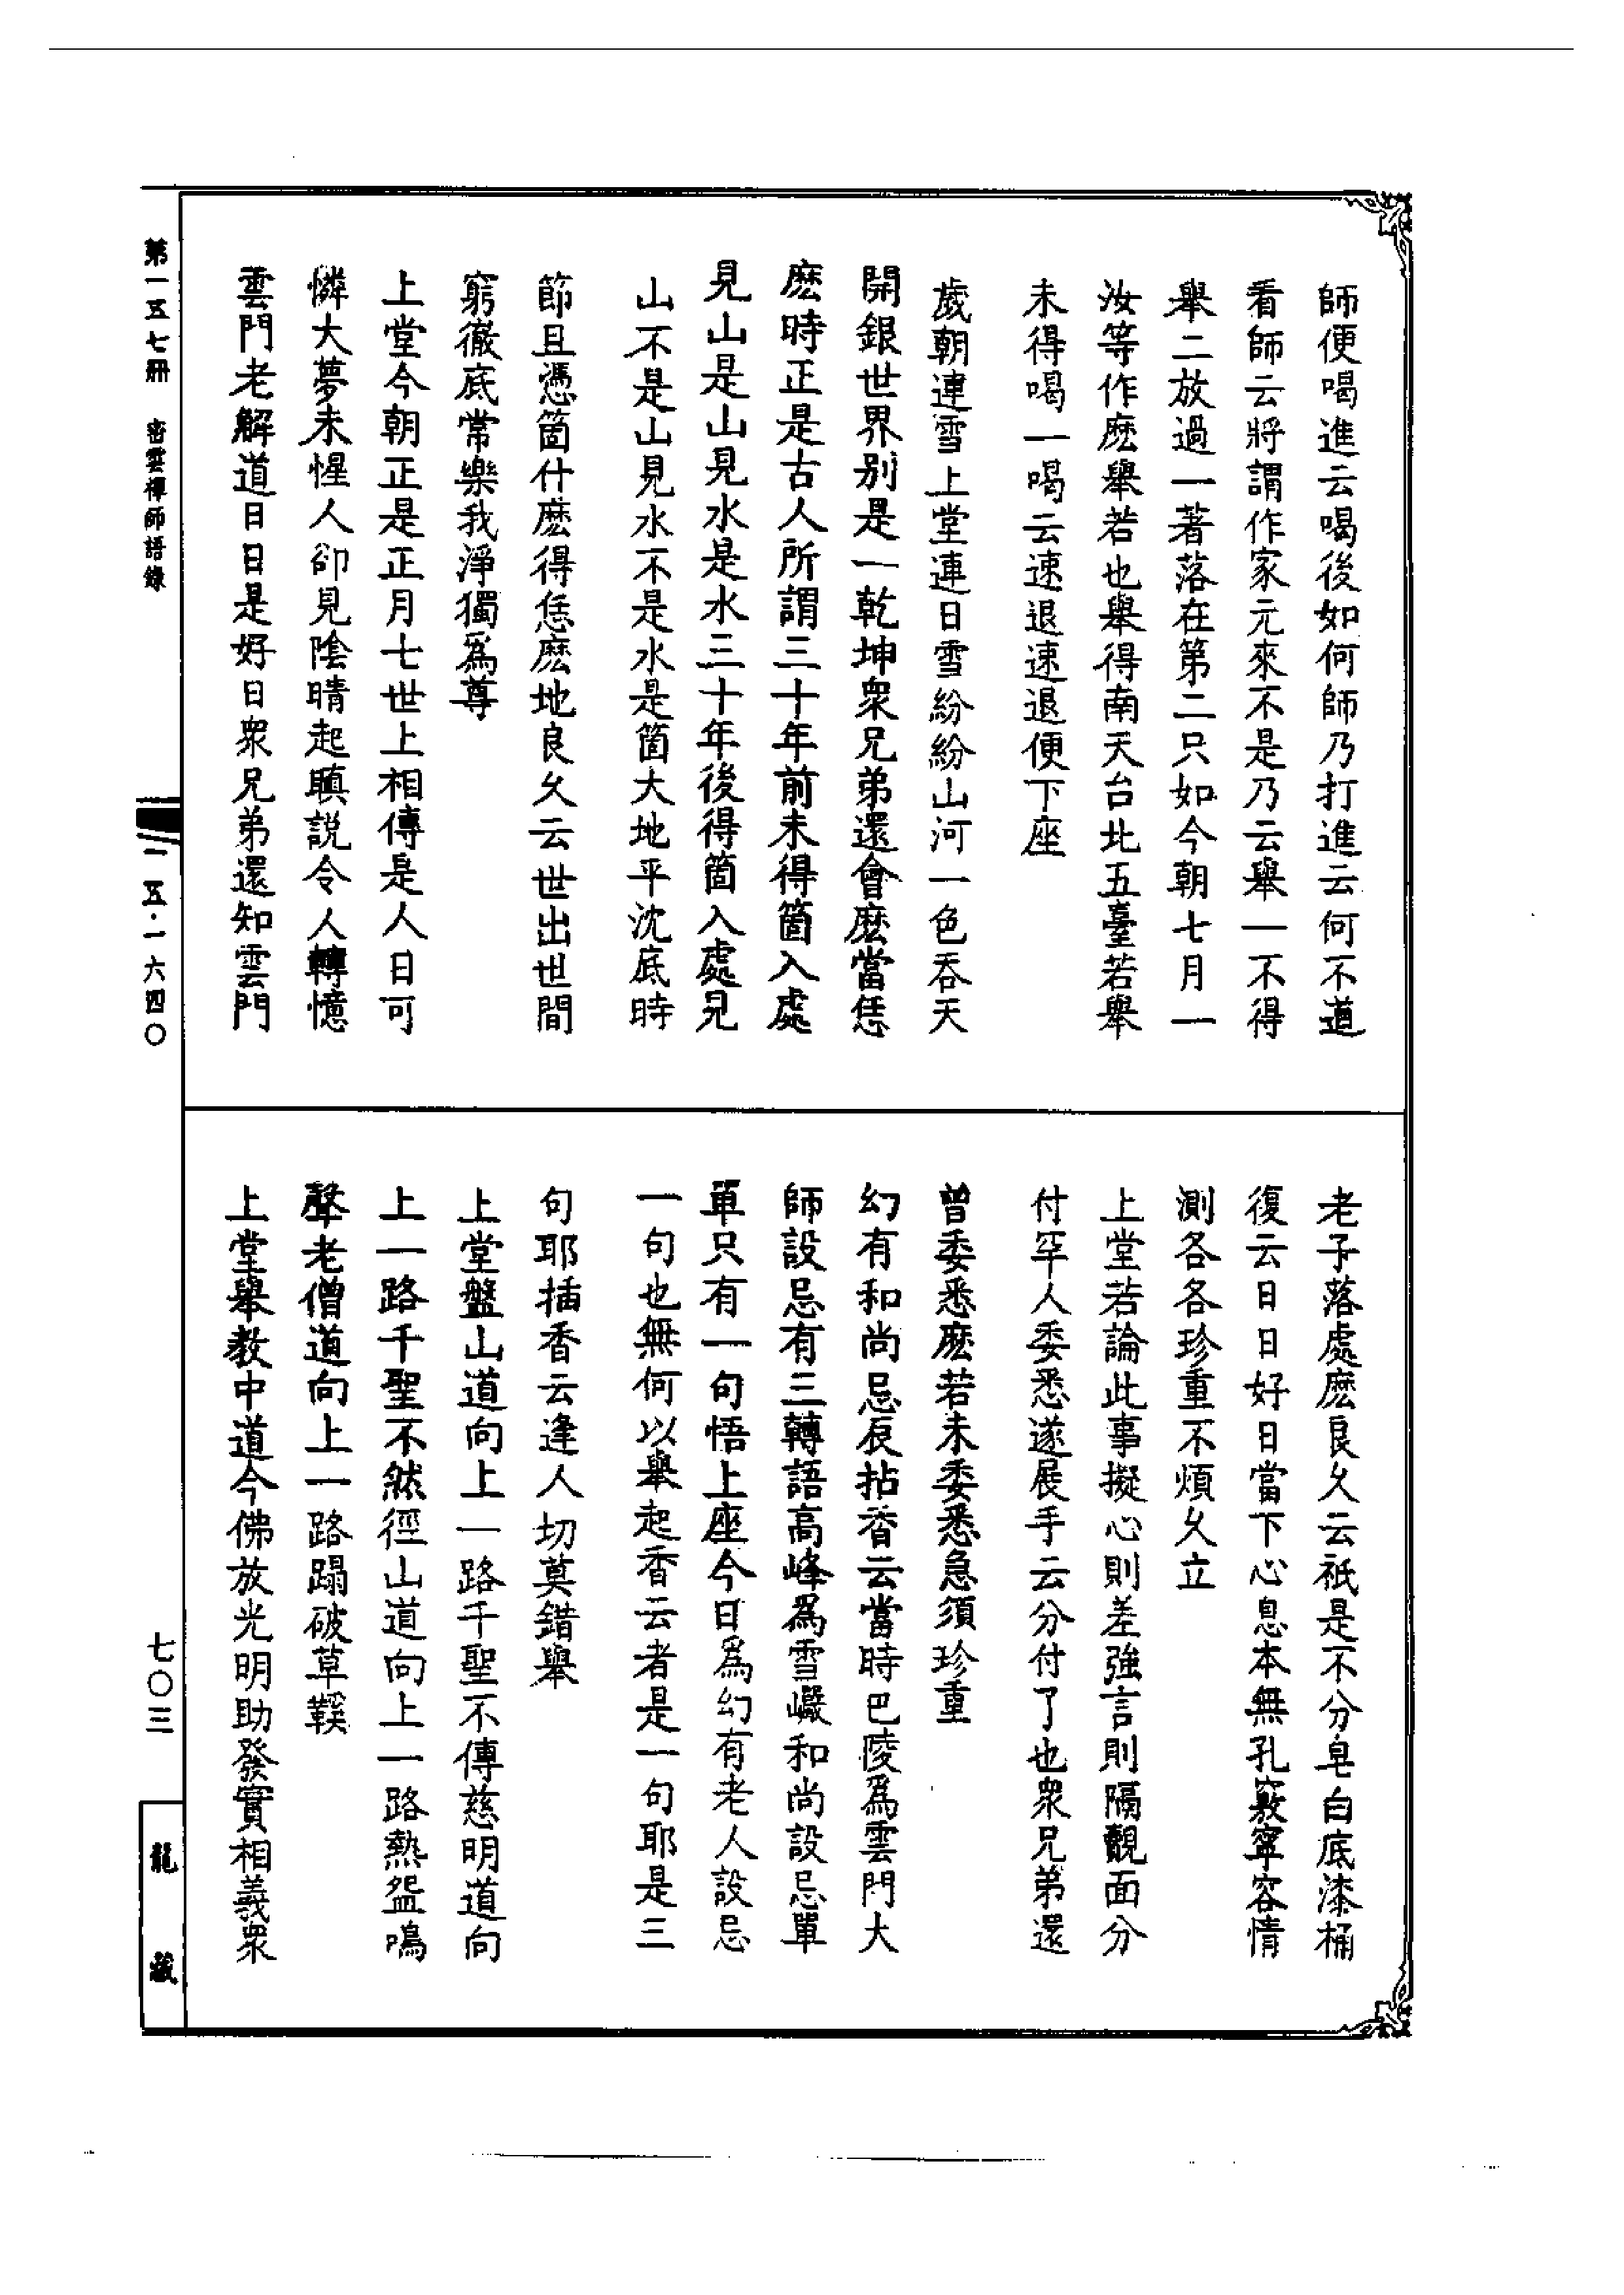 師便喝進云喝後如何師乃打進云何不道
看師云將謂作家元來不是乃云舉一不得
舉二放過一著落在第二只如今朝七月一
汝等作麽舉若也舉得南天台北五臺若舉
未得喝一喝云速退速退便下座
歲朝連雪上堂連日雪紛紛山河一色吞天
開銀世界別是一乾坤衆兄弟還會麽當恁
麽時正是古人所謂三十年前未得箇入處
見山是山見水是水三十年後得箇入處見
山不是山見水不是水是箇大地平沈底時
節且憑箇什麽得恁麽地良久云世出世間
窮徹底常樂我淨獨爲尊
上堂今朝正是正月七世上相傳是人日可
憐大夢未惺人卻見陰晴起瞋説令人轉憶
雲門老解道日日是好日衆兄弟還知雲門
老子落處麽良久云祇是不分皂白底漆桶
復云日日好日當下心息本無孔竅寧容情
測各各珍重不煩久立
上堂若論此事擬心則差強言則隔覿面分
付罕人委悉遂展手云分付了也衆兄弟還
曾委悉麽若未委悉急須珍重
幻有和尚忌辰拈香云當時巴陵爲雲門大
師設忌有三轉語高峰爲雪巖和尚設忌單
單只有一句悟上座今日爲幻有老人設忌
一句也無何以舉起香云者是一句耶是三
句耶插香云逢人切莫錯舉
上堂盤山道向上一路千聖不傳慈明道向
上一路千聖不然徑山道向上一路熱盌鳴
聲老僧道向上一路蹋破草鞵
上堂舉教中道今佛放光明助發實相義衆
第一五七冊 密雲禪師語錄
一五·一六四〇
七〇三
龍藏